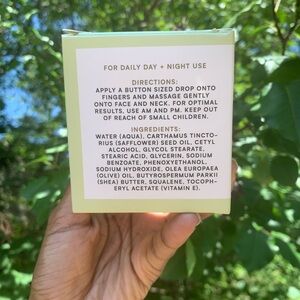 FOR DAILY DAY + NIGHT USE
DIRECTIONS:
APPLY A BUTTON SIZED DROP ONTO
FINGERS AND MASSAGE GENTLY
ONTO FACE AND NECK. FOR OPTIMAL
RESULTS, USE AM AND PM. KEEP OUT
OF REACH OF SMALL CHILDREN.
INGREDIENTS:
WATER (AQUA), CARTHAMUS TINCTO-
RIUS (SAFFLOWER) SEED OIL, CETYL
ALCOHOL, GLYCOL STEARATE,
STEARIC ACID, GLYCERIN, SODIUM
BENZOATE, PHENOXYETHANOL,
SODIUM HYDROXIDE, OLEA EUROPAEA
(OLIVE) OIL, BUTYROSPERMUM PARKII
(SHEA) BUTTER, SQUALENE, TOCOPH-
ERYL ACETATE (VITAMIN E).